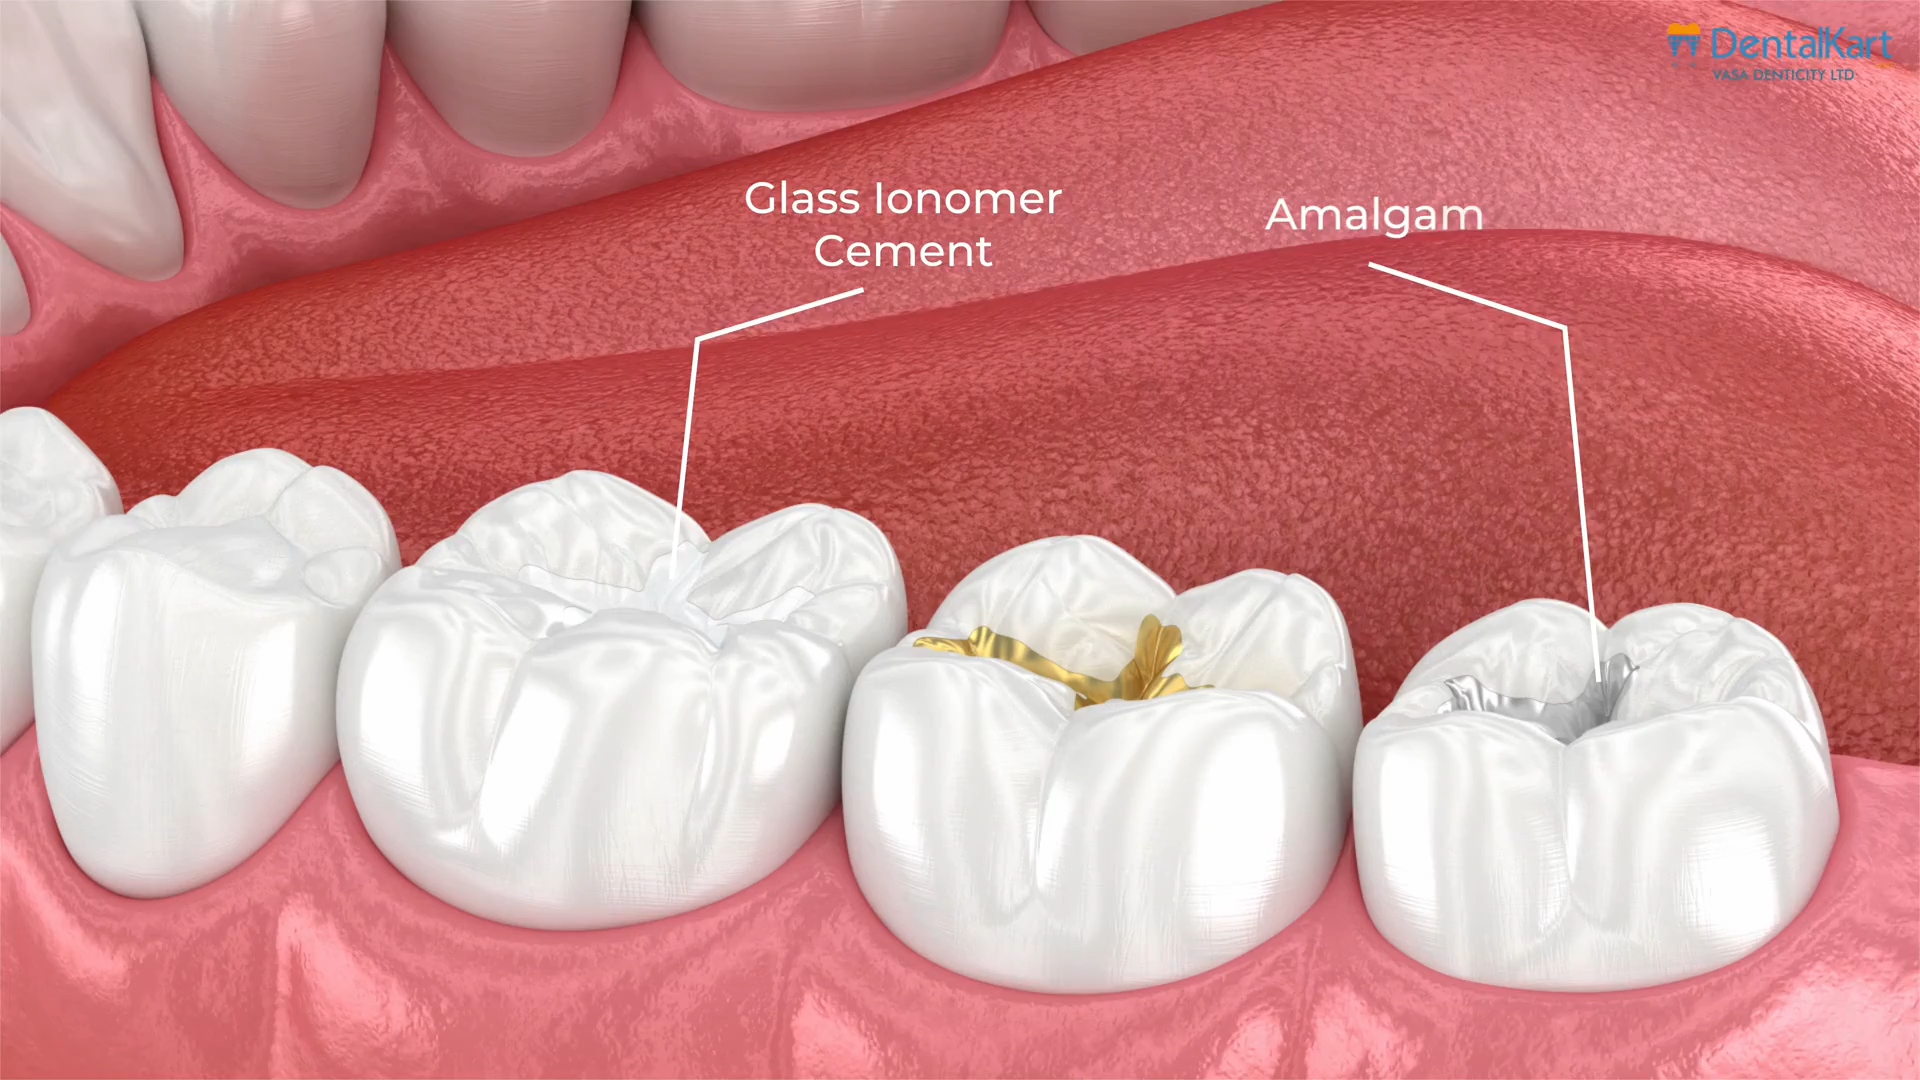 DentalKart
VASA DENTICITY LTD
Glass Ionomer
Cement
Amalgam